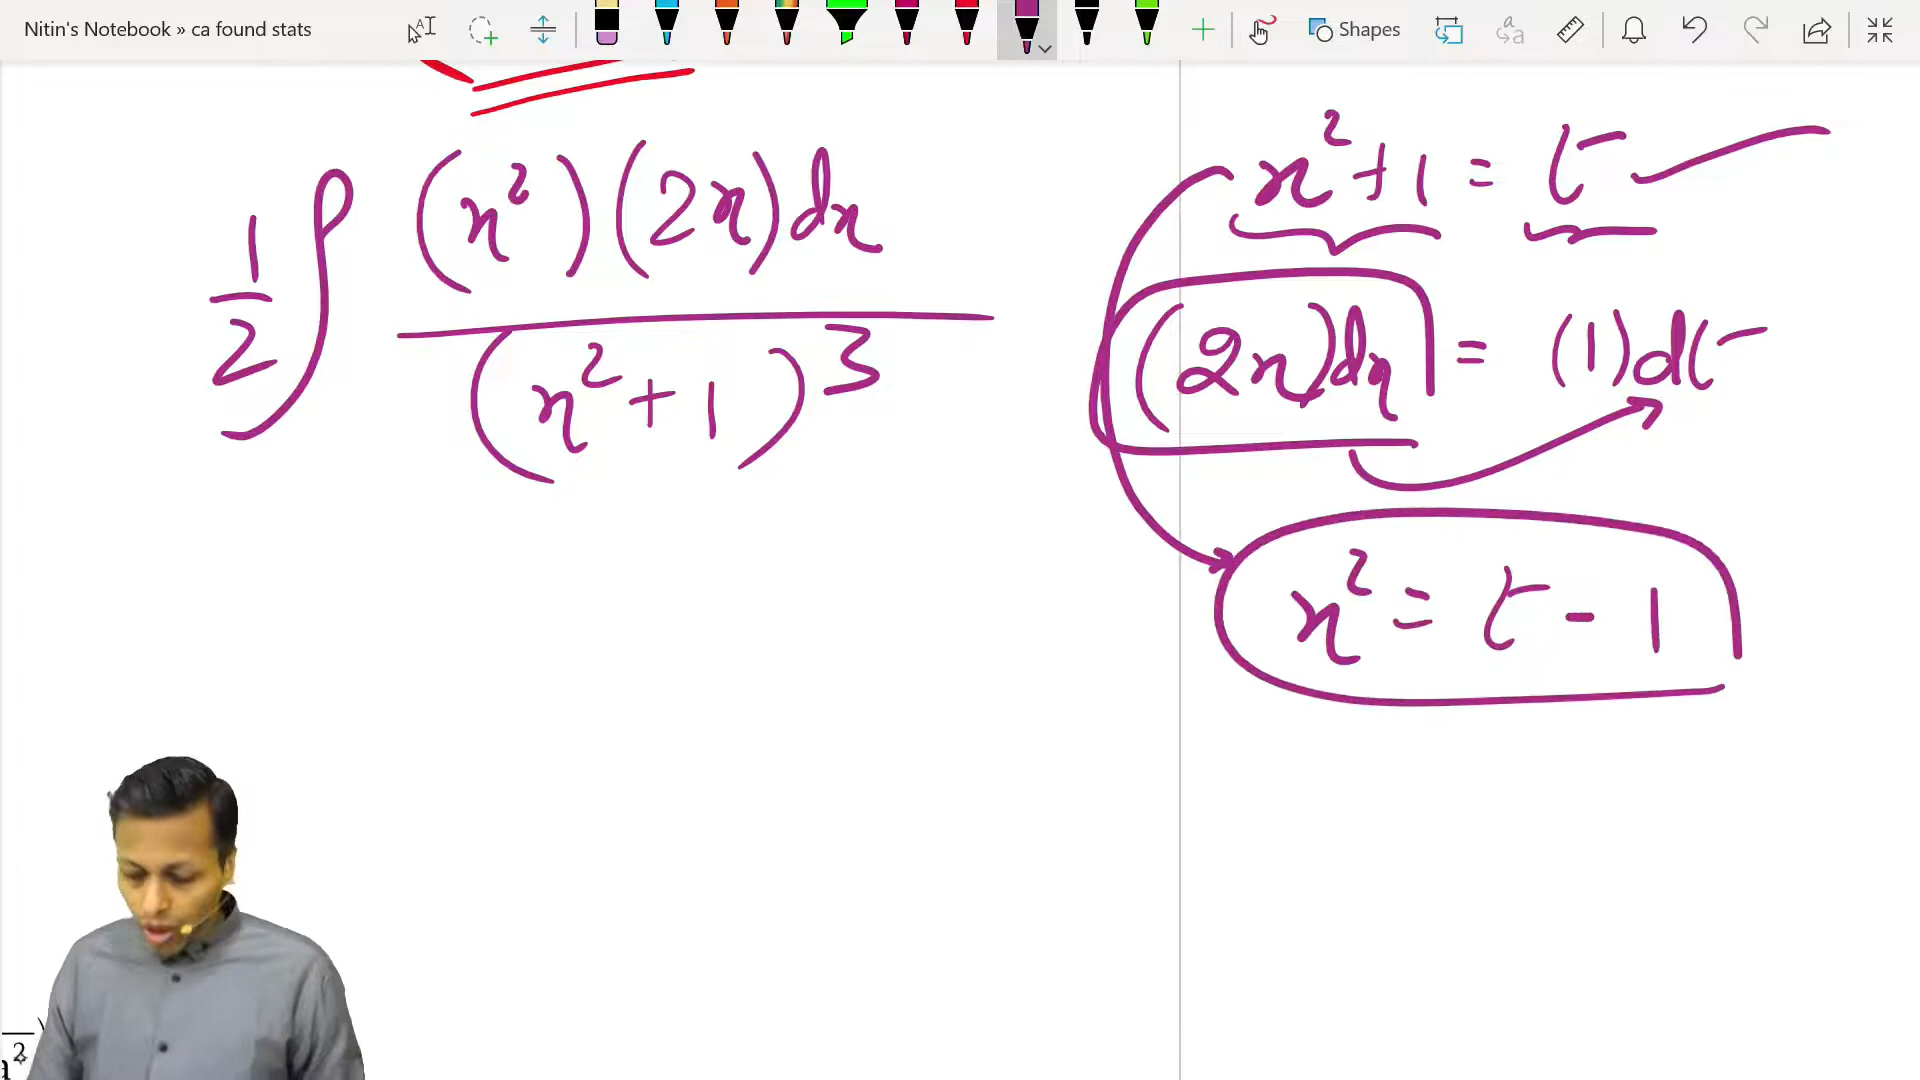 Nitin's Notebook » ca found stats
Shapes
1/2 ∫ (x²)(2x)dx / (x²+1)³
x²+1 = t
(2x)dx = (1)dt
x² = t - 1
2